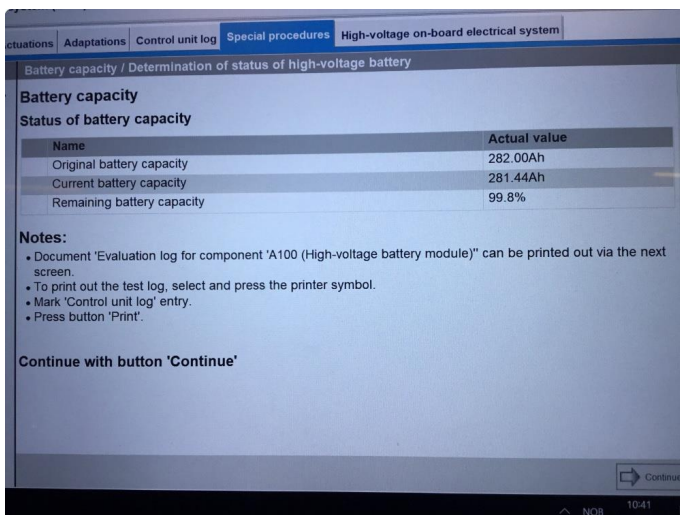 Actuations Adaptations Control unit log Special procedures High-voltage on-board electrical system
Battery capacity / Determination of status of high-voltage battery
Battery capacity
Status of battery capacity
Name Actual value
Original battery capacity 282.00Ah
Current battery capacity 281.44Ah
Remaining battery capacity 99.8%
Notes:
• Document 'Evaluation log for component 'A100 (High-voltage battery module)" can be printed out via the next
screen.
• To print out the test log, select and press the printer symbol.
• Mark 'Control unit log' entry.
• Press button 'Print'.
Continue with button 'Continue'
Continue
NOR 10:41